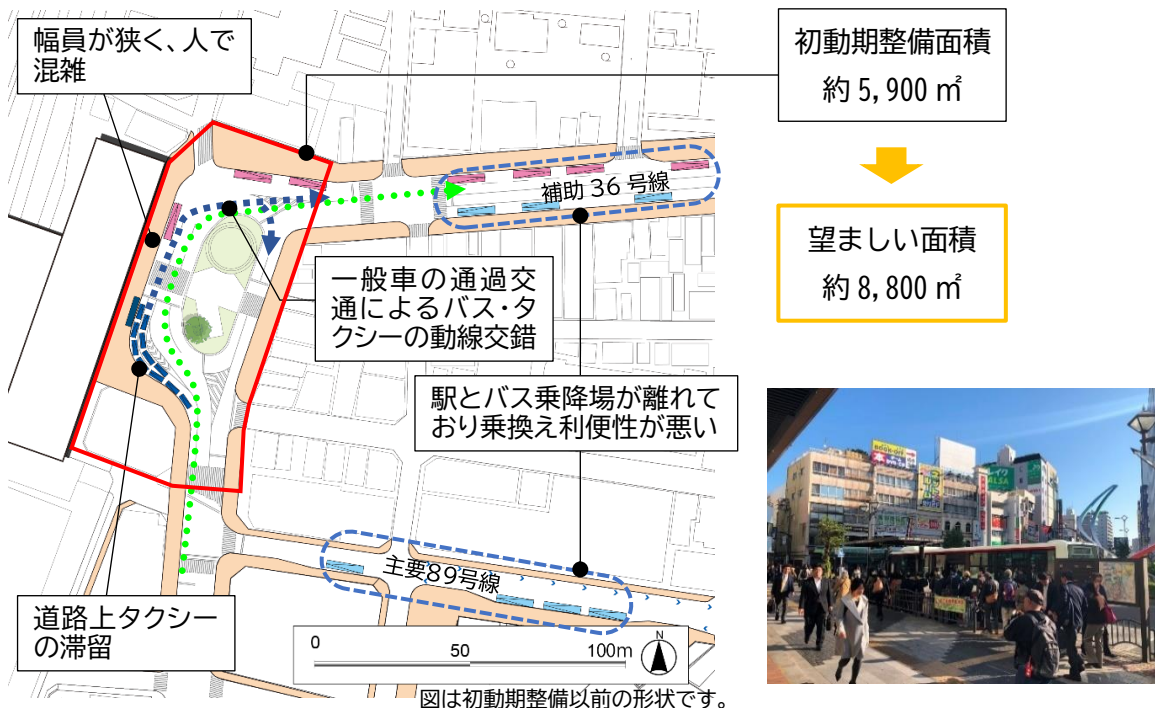 幅員が狭く、人で
混雑
初動期整備面積
約 5,900 ㎡
補助 36 号線
望ましい面積
約 8,800 ㎡
一般車の通過交
通によるバス・タ
クシーの動線交錯
駅とバス乗降場が離れて
おり乗換え利便性が悪い
主要89号線
道路上タクシー
の滞留
0 50 100m
N
図は初動期整備以前の形状です。